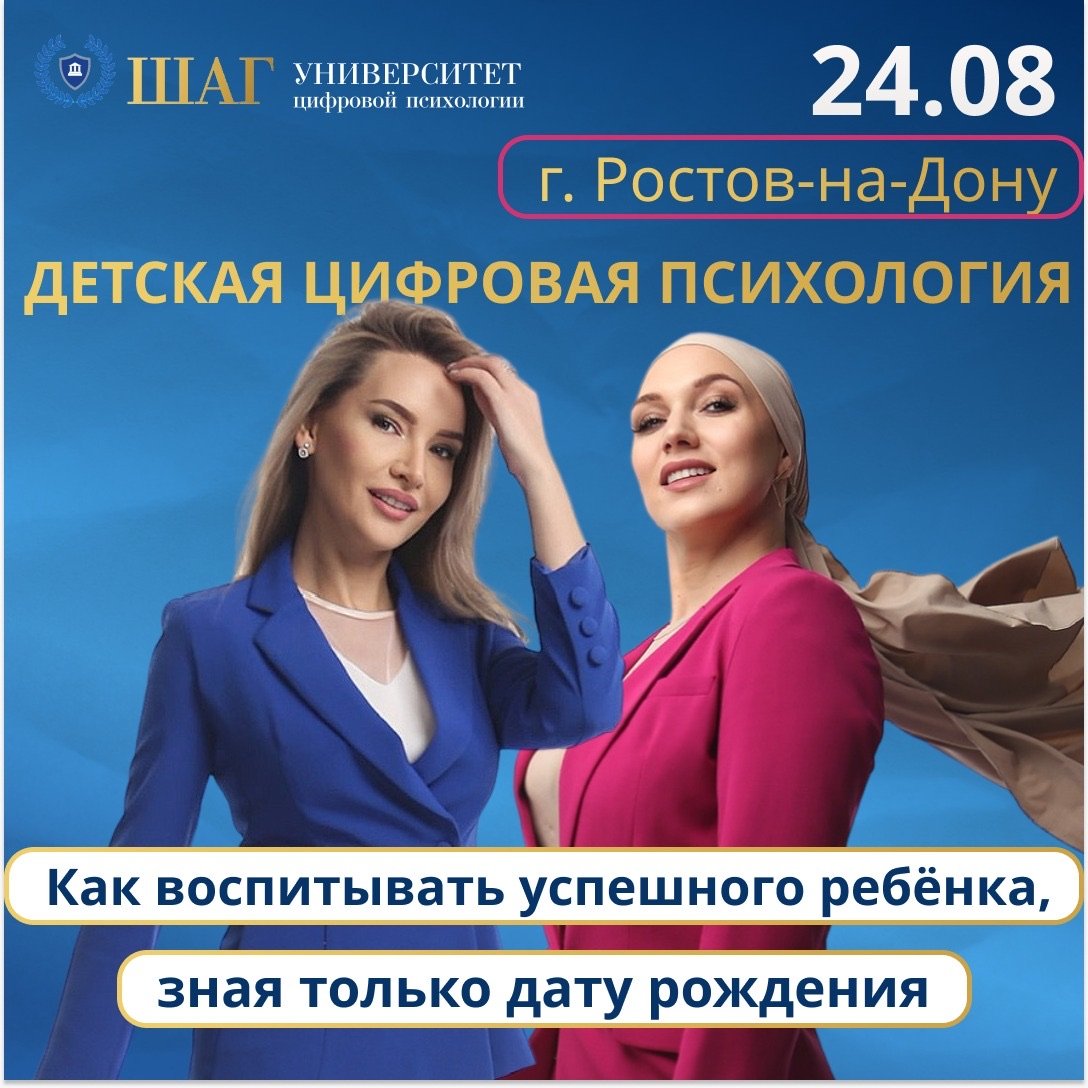 ШАГ
УНИВЕРСИТЕТ
цифровой психологии
24.08
г. Ростов-на-Дону
ДЕТСКАЯ ЦИФРОВАЯ ПСИХОЛОГИЯ
Как воспитывать успешного ребёнка,
зная только дату рождения